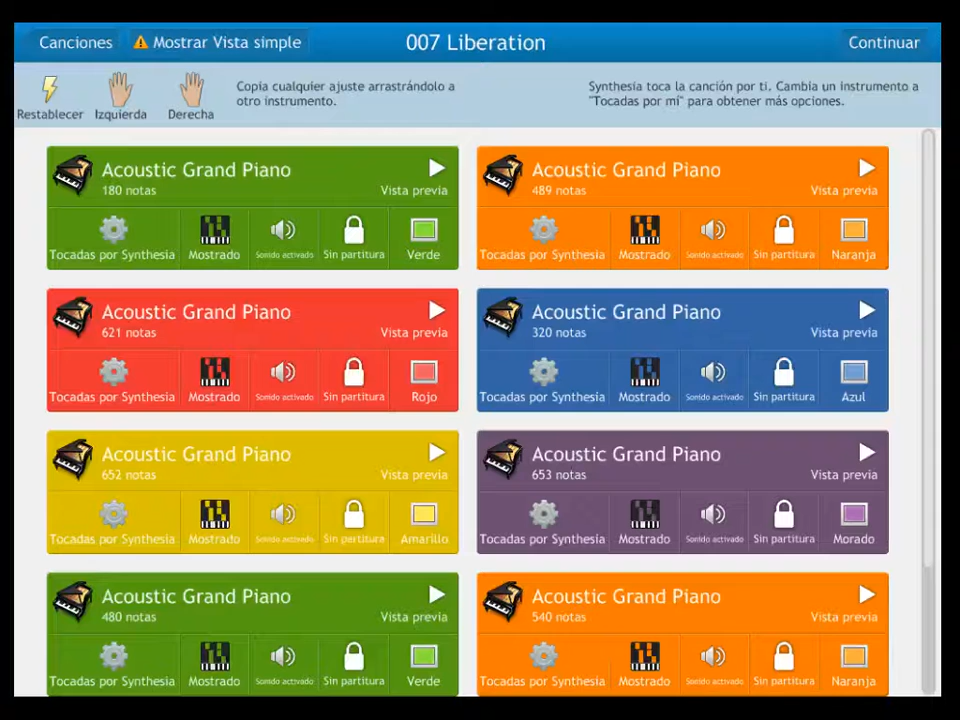 Canciones
Mostrar Vista simple
007 Liberation
Continuar
Restablecer
Izquierda
Derecha
Copia cualquier ajuste arrastrándolo a
otro instrumento.
Synthesia toca la canción por ti. Cambia un instrumento a
"Tocadas por mí" para obtener más opciones.
Acoustic Grand Piano
180 notas
Vista previa
Tocadas por Synthesia
Mostrado
Sonido activado
Sin partitura
Verde
Acoustic Grand Piano
489 notas
Vista previa
Tocadas por Synthesia
Mostrado
Sonido activado
Sin partitura
Naranja
Acoustic Grand Piano
621 notas
Vista previa
Tocadas por Synthesia
Mostrado
Sonido activado
Sin partitura
Rojo
Acoustic Grand Piano
320 notas
Vista previa
Tocadas por Synthesia
Mostrado
Sonido activado
Sin partitura
Azul
Acoustic Grand Piano
652 notas
Vista previa
Tocadas por Synthesia
Mostrado
Sonido activado
Sin partitura
Amarillo
Acoustic Grand Piano
653 notas
Vista previa
Tocadas por Synthesia
Mostrado
Sonido activado
Sin partitura
Morado
Acoustic Grand Piano
480 notas
Vista previa
Tocadas por Synthesia
Mostrado
Sonido activado
Sin partitura
Verde
Acoustic Grand Piano
540 notas
Vista previa
Tocadas por Synthesia
Mostrado
Sonido activado
Sin partitura
Naranja